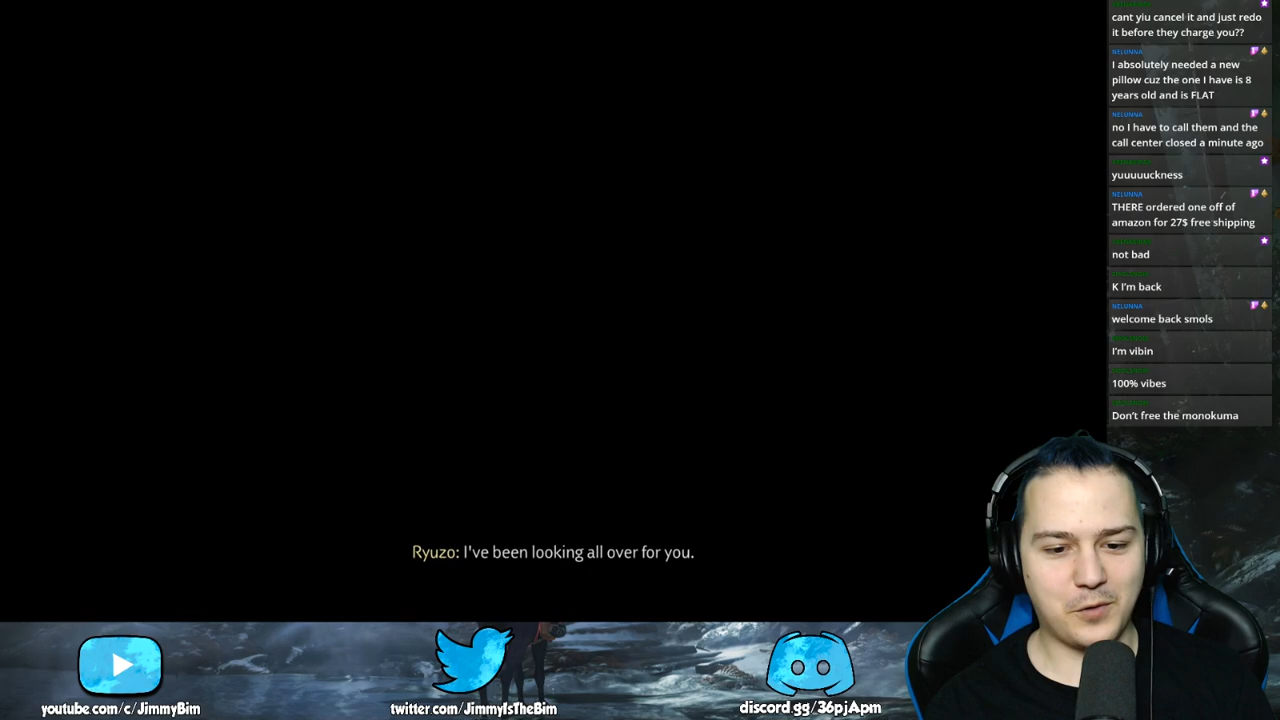 cant yiu cancel it and just redo
it before they charge you??
NELUNNA
I absolutely needed a new
pillow cuz the one I have is 8
years old and is FLAT
NELUNNA
no I have to call them and the
call center closed a minute ago
yuuuuuckness
NELUNNA
THERE ordered one off of
amazon for 27$ free shipping
not bad
K I'm back
NELUNNA
welcome back smols
I'm vibin
100% vibes
Don't free the monokuma
Ryuzo: I've been looking all over for you.
youtube.com/c/JimmyBim
twitter.com/JimmyIsTheBim
discord.gg/36pjApm